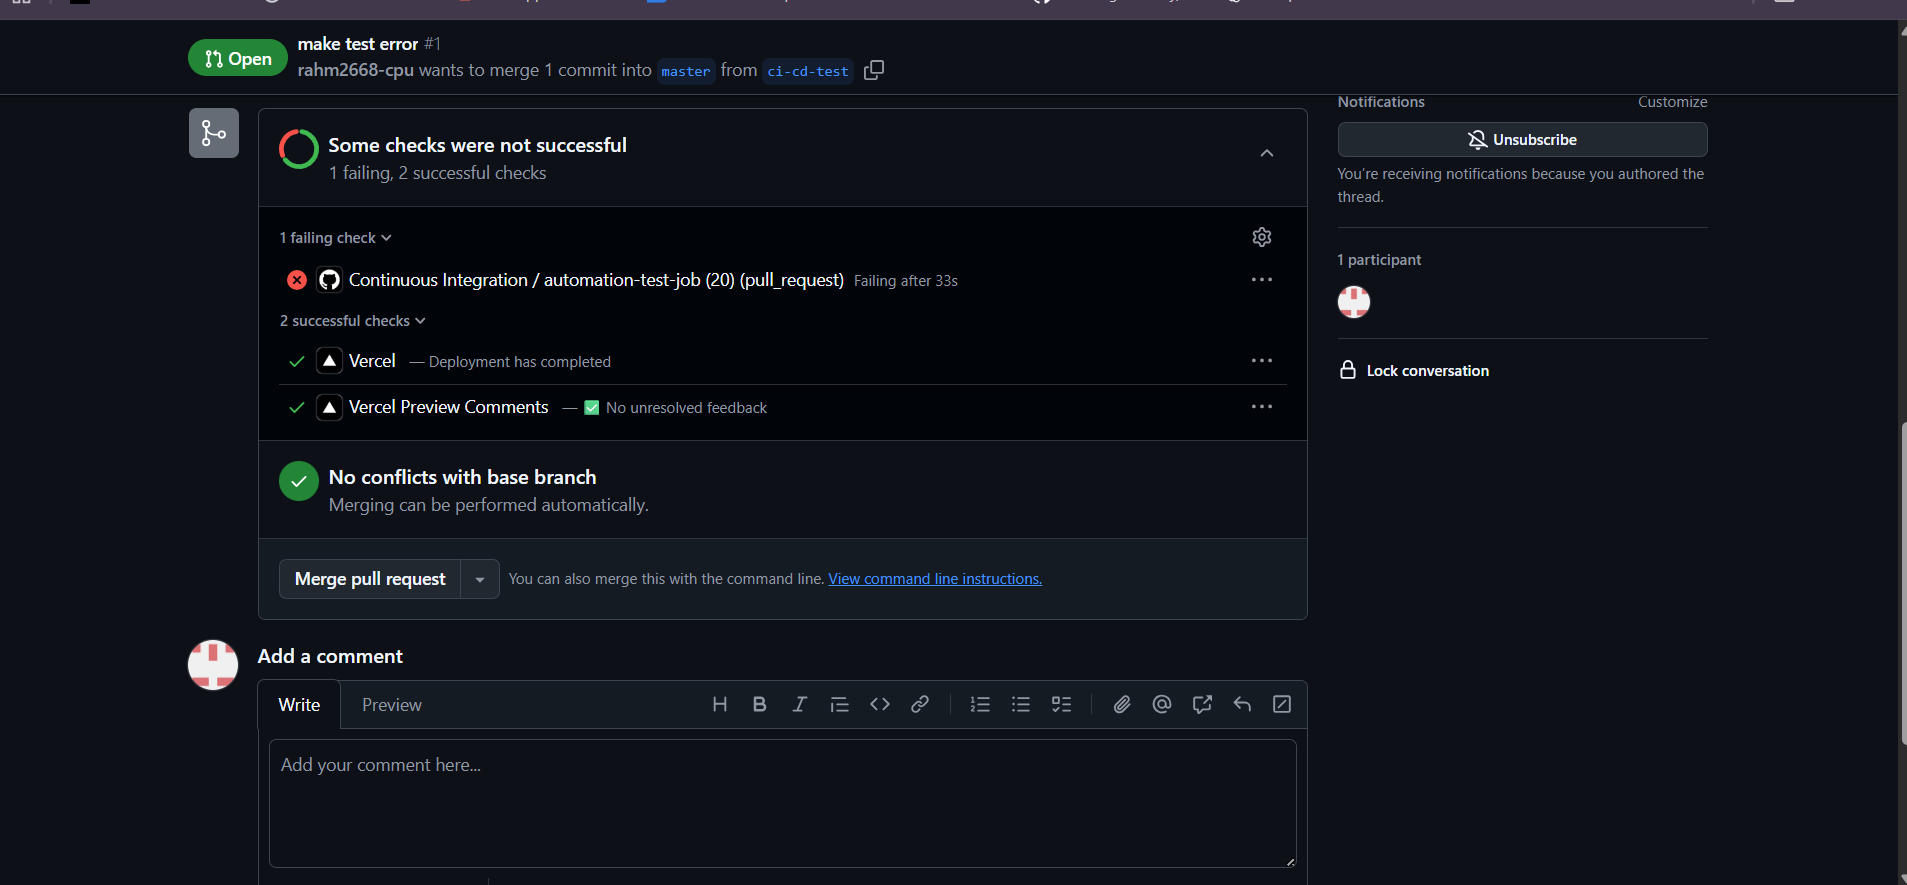 Open
make test error #1
rahm2668-cpu wants to merge 1 commit into master from ci-cd-test
Some checks were not successful
1 failing, 2 successful checks
1 failing check
Continuous Integration / automation-test-job (20) (pull_request) Failing after 33s
2 successful checks
Vercel — Deployment has completed
Vercel Preview Comments — ✅ No unresolved feedback
No conflicts with base branch
Merging can be performed automatically.
Merge pull request
You can also merge this with the command line. View command line instructions.
Add a comment
Write
Preview
Add your comment here...
Notifications
Customize
Unsubscribe
You're receiving notifications because you authored the
thread.
1 participant
Lock conversation